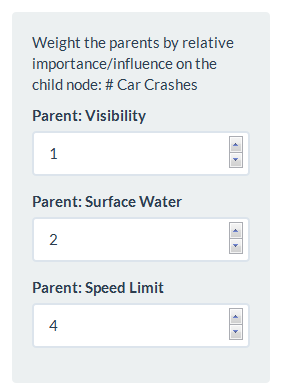 Weight the parents by relative
importance/influence on the
child node: # Car Crashes
Parent: Visibility
1
Parent: Surface Water
2
Parent: Speed Limit
4